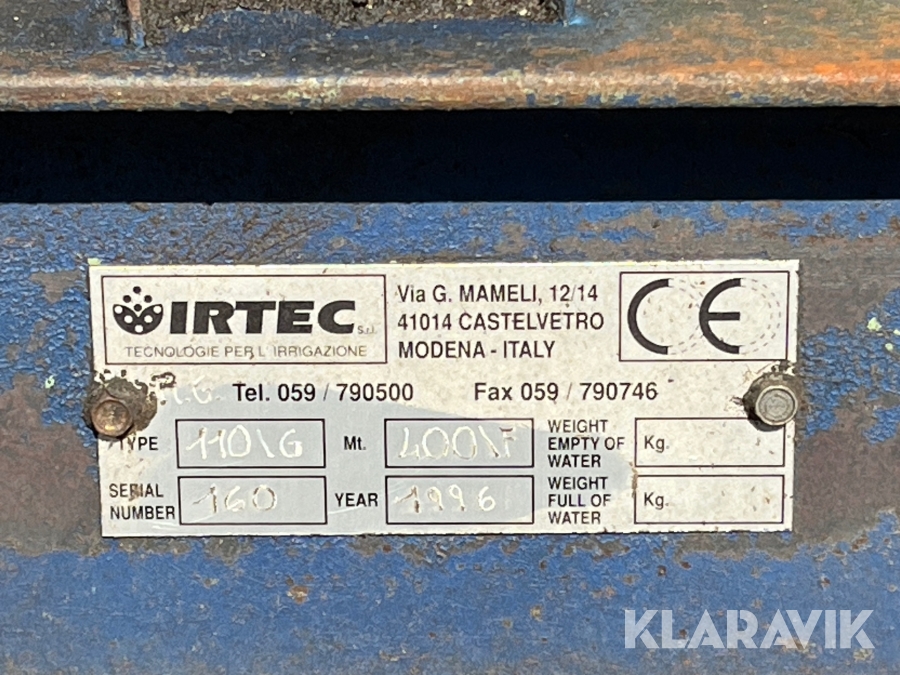 IRTEC S.r.l.
TECNOLOGIE PER L'IRRIGAZIONE
Via G. MAMELI, 12/14
41014 CASTELVETRO
MODENA - ITALY
CE
Tel. 059 / 790500 Fax 059 / 790746
TYPE 110\G Mt. 400\F WEIGHT EMPTY OF WATER Kg.
SERIAL NUMBER 160 YEAR 1996 WEIGHT FULL OF WATER Kg.
KLARAVIK